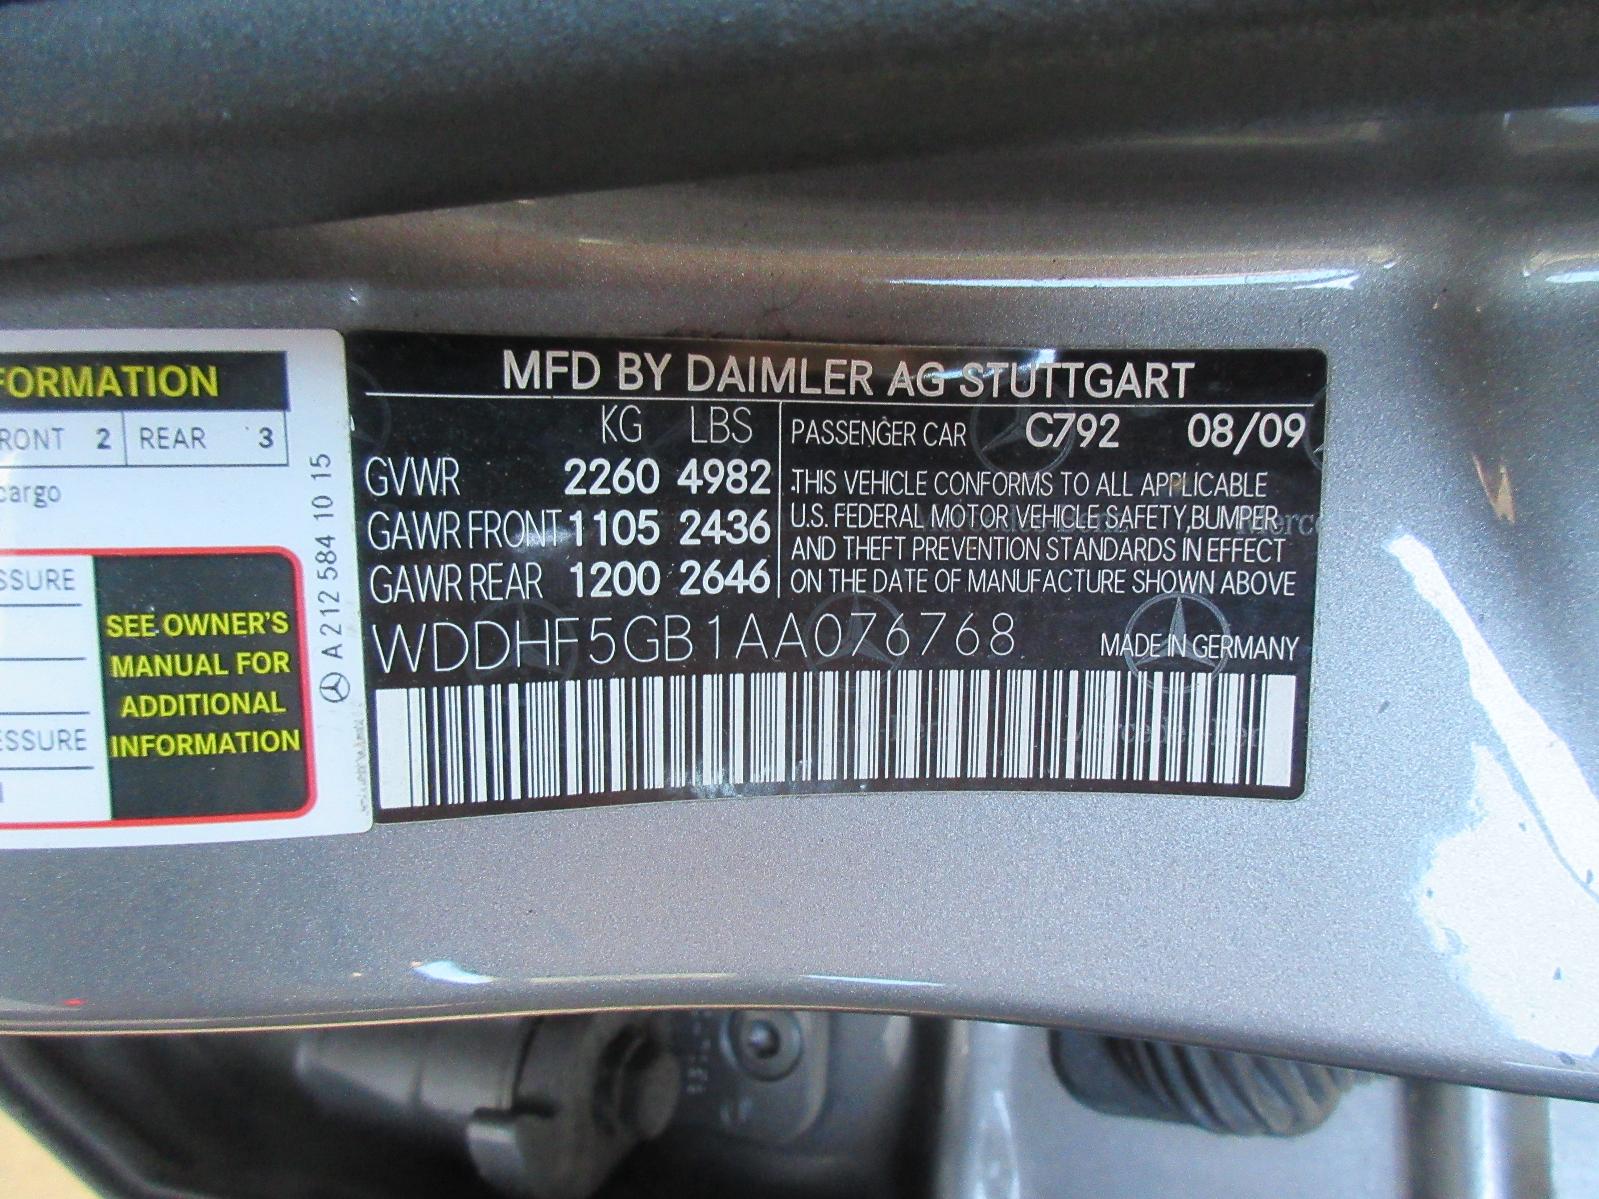 FORMATION
RONT 2 REAR 3
cargo
SSURE
SEE OWNER'S
MANUAL FOR
ADDITIONAL
INFORMATION
ESSURE
A 212 584 10 15
MFD BY DAIMLER AG STUTTGART
KG LBS
GVWR 2260 4982
GAWR FRONT 1105 2436
GAWR REAR 1200 2646
PASSENGER CAR C792 08/09
THIS VEHICLE CONFORMS TO ALL APPLICABLE
U.S. FEDERAL MOTOR VEHICLE SAFETY, BUMPER
AND THEFT PREVENTION STANDARDS IN EFFECT
ON THE DATE OF MANUFACTURE SHOWN ABOVE
WDDHF5GB1AA076768
MADE IN GERMANY